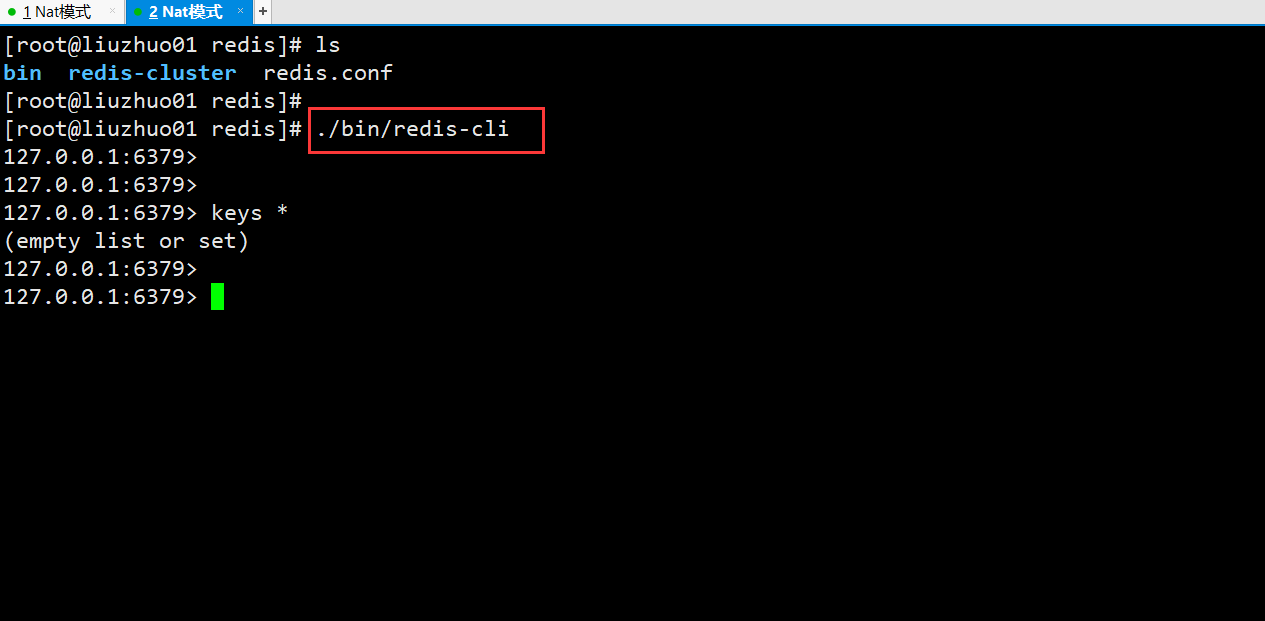 1 Nat模式 × 2 Nat模式 × +
[root@liuzhuo01 redis]# ls
bin  redis-cluster  redis.conf
[root@liuzhuo01 redis]#
[root@liuzhuo01 redis]# ./bin/redis-cli
127.0.0.1:6379>
127.0.0.1:6379>
127.0.0.1:6379> keys *
(empty list or set)
127.0.0.1:6379>
127.0.0.1:6379>